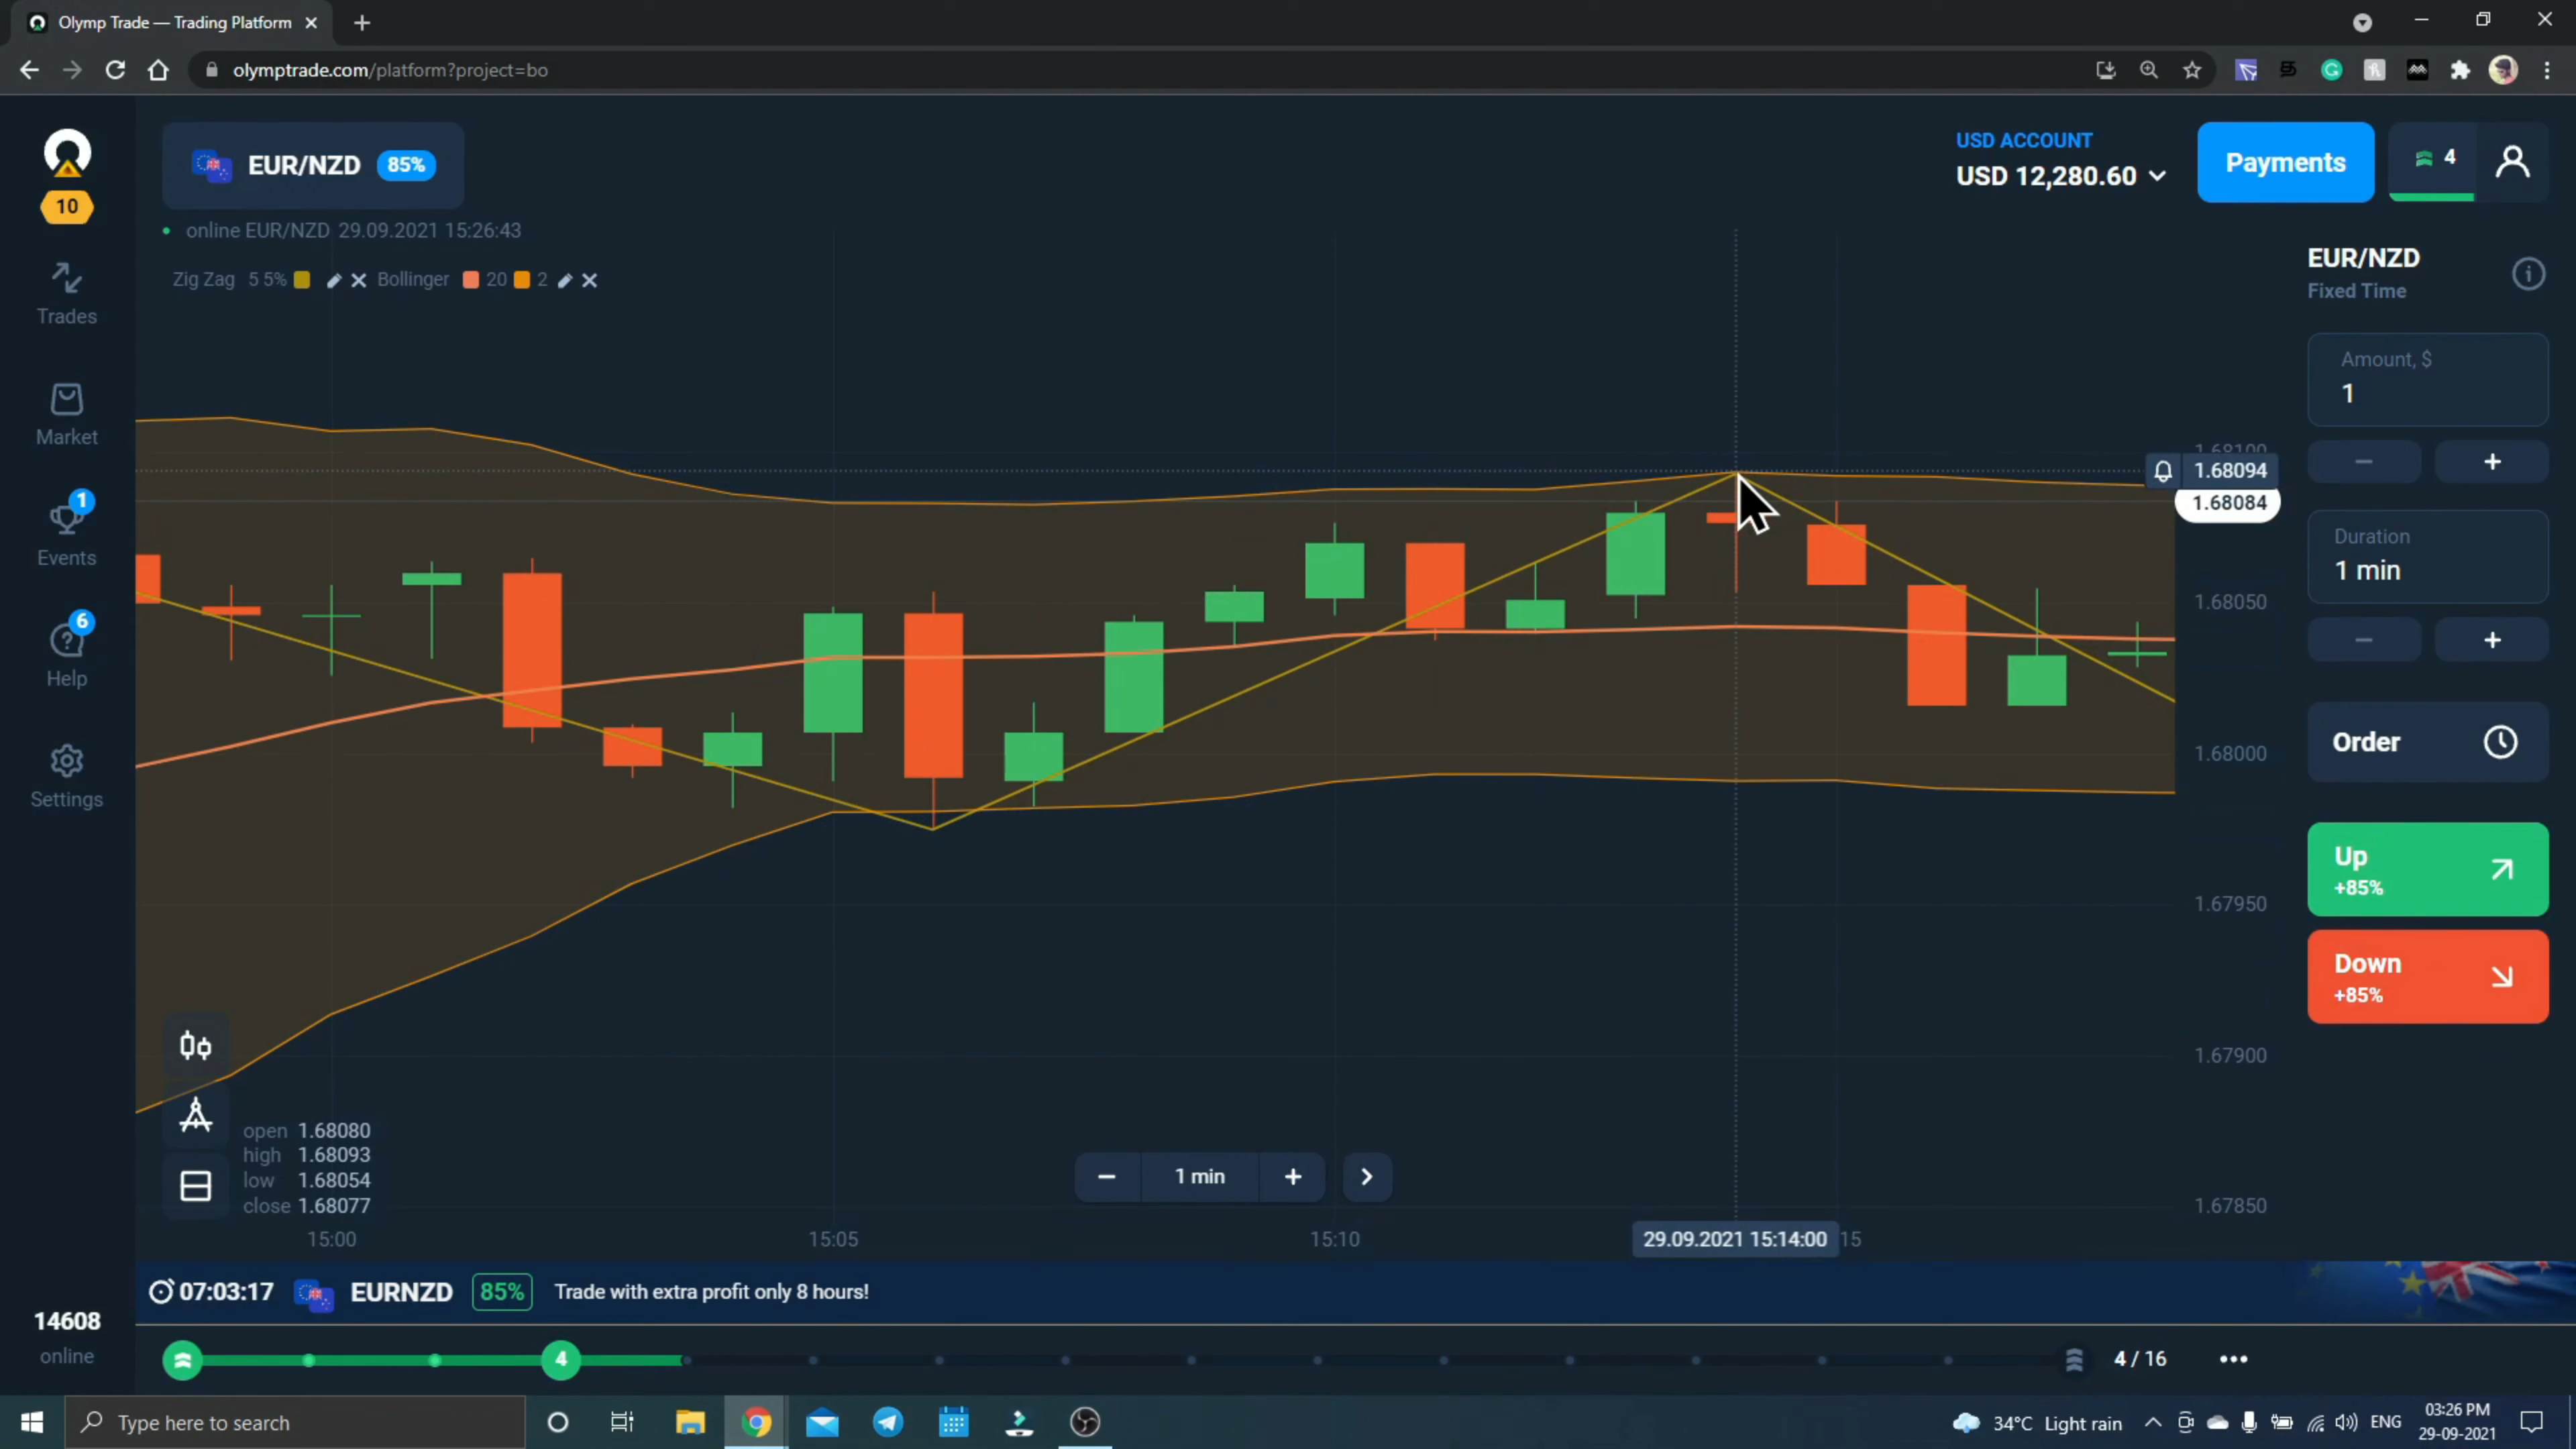 Olymp Trade — Trading Platform
olymptrade.com/platform?project=bo
10
Trades
Market
1
Events
6
Help
Settings
14608
online
EUR/NZD 85%
online EUR/NZD 29.09.2021 15:26:43
Zig Zag 5 5% Bollinger 20 2
USD ACCOUNT
USD 12,280.60
Payments
4
EUR/NZD
Fixed Time
Amount, $
1
Duration
1 min
Order
Up
+85%
Down
+85%
1.68100
1.68094
1.68084
1.68050
1.68000
1.67950
1.67900
1.67850
open 1.68080
high 1.68093
low 1.68054
close 1.68077
1 min
15:00 15:05 15:10 29.09.2021 15:14:00 15
07:03:17 EURNZD 85% Trade with extra profit only 8 hours!
4
4 / 16
Type here to search
34°C Light rain
ENG
03:26 PM
29-09-2021